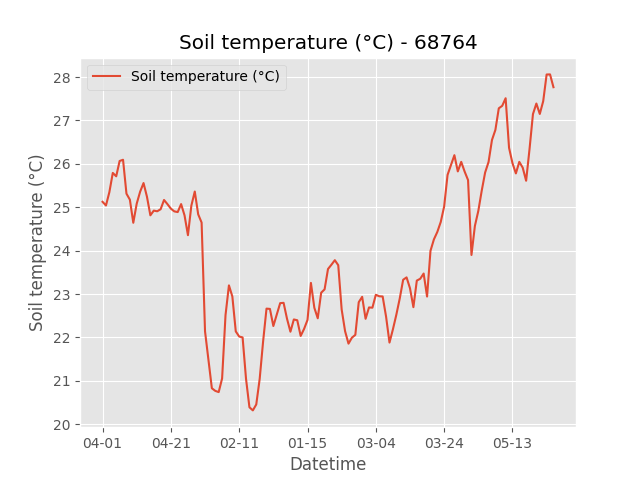 Soil temperature (°C) - 68764
Soil temperature (°C)
28
27
26
25
24
23
22
21
20
Soil temperature (°C)
04-01 04-21 02-11 01-15 03-04 03-24 05-13
Datetime